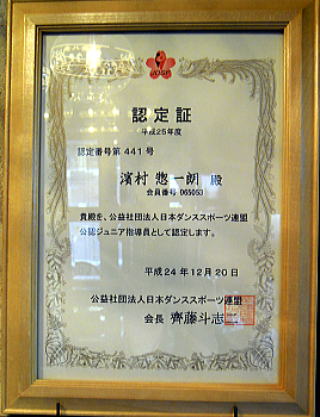 JDSF
認定証
平成25年度
認定番号第 441 号
濱村 惣一朗 殿
会員番号 065053
貴殿を、公益社団法人日本ダンススポーツ連盟
公認ジュニア指導員として認定します。
平成24年12月20日
公益社団法人日本ダンススポーツ連盟
会長 齊藤斗志